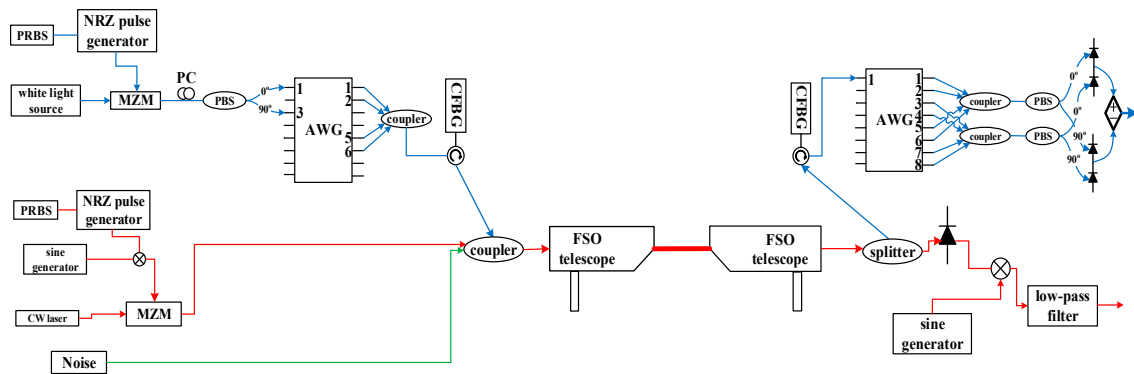 PRBS
NRZ pulse
generator
white light
source
MZM
PC
PBS
0°
90°
1
3
AWG
1
2
5
6
coupler
CFBG
PRBS
NRZ pulse
generator
sine
generator
CW laser
MZM
Noise
coupler
FSO
telescope
FSO
telescope
splitter
sine
generator
low-pass
filter
CFBG
1
AWG
1
2
3
4
5
6
7
8
coupler
coupler
PBS
PBS
0°
0°
90°
90°
+
-